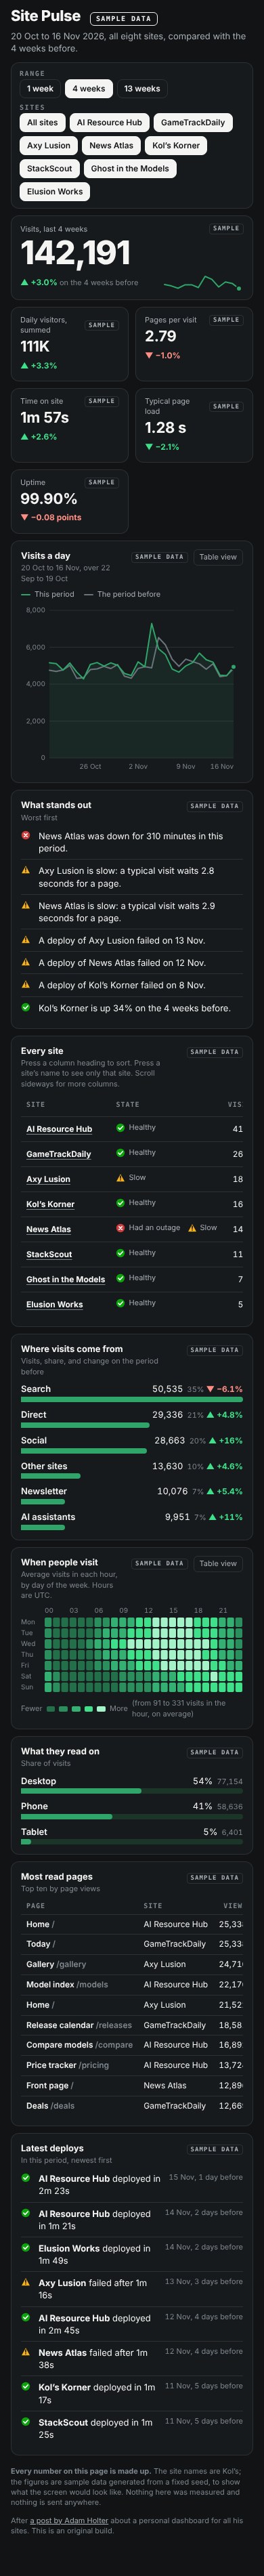 Site Pulse SAMPLE DATA
20 Oct to 16 Nov 2026, all eight sites, compared with the
4 weeks before.
RANGE
1 week 4 weeks 13 weeks
SITES
All sites AI Resource Hub GameTrackDaily
Axy Lusion News Atlas Kol's Korner
StackScout Ghost in the Models
Elusion Works
Visits, last 4 weeks SAMPLE
142,191
▲ +3.0% on the 4 weeks before
Daily visitors,
summed SAMPLE
111K
▲ +3.3%
Pages per visit SAMPLE
2.79
▼ −1.0%
Time on site SAMPLE
1m 57s
▲ +2.6%
Typical page
load SAMPLE
1.28 s
▼ −2.1%
Uptime SAMPLE
99.90%
▼ −0.08 points
Visits a day SAMPLE DATA Table view
20 Oct to 16 Nov, over 22
Sep to 19 Oct
This period The period before
8,000
6,000
4,000
2,000
0
26 Oct 2 Nov 9 Nov 16 Nov
What stands out SAMPLE DATA
Worst first
News Atlas was down for 310 minutes in this
period.
Axy Lusion is slow: a typical visit waits 2.8
seconds for a page.
News Atlas is slow: a typical visit waits 2.9
seconds for a page.
A deploy of Axy Lusion failed on 13 Nov.
A deploy of News Atlas failed on 12 Nov.
A deploy of Kol's Korner failed on 8 Nov.
Kol's Korner is up 34% on the 4 weeks before.
Every site SAMPLE DATA
Press a column heading to sort. Press a
site's name to see only that site. Scroll
sideways for more columns.
SITE STATE VIS
AI Resource Hub Healthy 41
GameTrackDaily Healthy 26
Axy Lusion Slow 18
Kol's Korner Healthy 16
News Atlas Had an outage Slow 14
StackScout Healthy 11
Ghost in the Models Healthy 7
Elusion Works Healthy 5
Where visits come from SAMPLE DATA
Visits, share, and change on the period
before
Search 50,535 35% ▼ −6.1%
Direct 29,336 21% ▲ +4.8%
Social 28,663 20% ▲ +16%
Other sites 13,630 10% ▲ +4.6%
Newsletter 10,076 7% ▲ +5.4%
AI assistants 9,951 7% ▲ +11%
When people visit SAMPLE DATA Table view
Average visits in each hour,
by day of the week. Hours
are UTC.
00 03 06 09 12 15 18 21
Mon
Tue
Wed
Thu
Fri
Sat
Sun
Fewer More (from 91 to 331 visits in the
hour, on average)
What they read on SAMPLE DATA
Share of visits
Desktop 54% 77,154
Phone 41% 58,636
Tablet 5% 6,401
Most read pages SAMPLE DATA
Top ten by page views
PAGE SITE VIEW
Home / AI Resource Hub 25,33
Today / GameTrackDaily 25,33
Gallery /gallery Axy Lusion 24,71
Model index /models AI Resource Hub 22,17
Home / Axy Lusion 21,52
Release calendar /releases GameTrackDaily 18,58
Compare models /compare AI Resource Hub 16,89
Price tracker /pricing AI Resource Hub 13,72
Front page / News Atlas 12,89
Deals /deals GameTrackDaily 12,66
Latest deploys SAMPLE DATA
In this period, newest first
AI Resource Hub deployed in 15 Nov, 1 day before
2m 23s
AI Resource Hub deployed 14 Nov, 2 days before
in 1m 21s
Elusion Works deployed in 14 Nov, 2 days before
1m 49s
Axy Lusion failed after 1m 13 Nov, 3 days before
16s
AI Resource Hub deployed 12 Nov, 4 days before
in 2m 45s
News Atlas failed after 1m 12 Nov, 4 days before
38s
Kol's Korner deployed in 1m 11 Nov, 5 days before
17s
StackScout deployed in 1m 11 Nov, 5 days before
25s
Every number on this page is made up. The site names are Kol's;
the figures are sample data generated from a fixed seed, to show
what the screen would look like. Nothing here was measured and
nothing is sent anywhere.
After a post by Adam Holter about a personal dashboard for all his
sites. This is an original build.